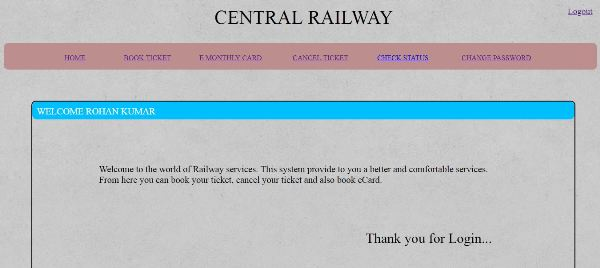 CENTRAL RAILWAY
Logout
HOME BOOK TICKET E MONTHLY CARD CANCEL TICKET CHECK STATUS CHANGE PASSWORD
WELCOME ROHAN KUMAR
Welcome to the world of Railway services. This system provide to you a better and comfortable services.
From here you can book your ticket, cancel your ticket and also book eCard.
Thank you for Login...